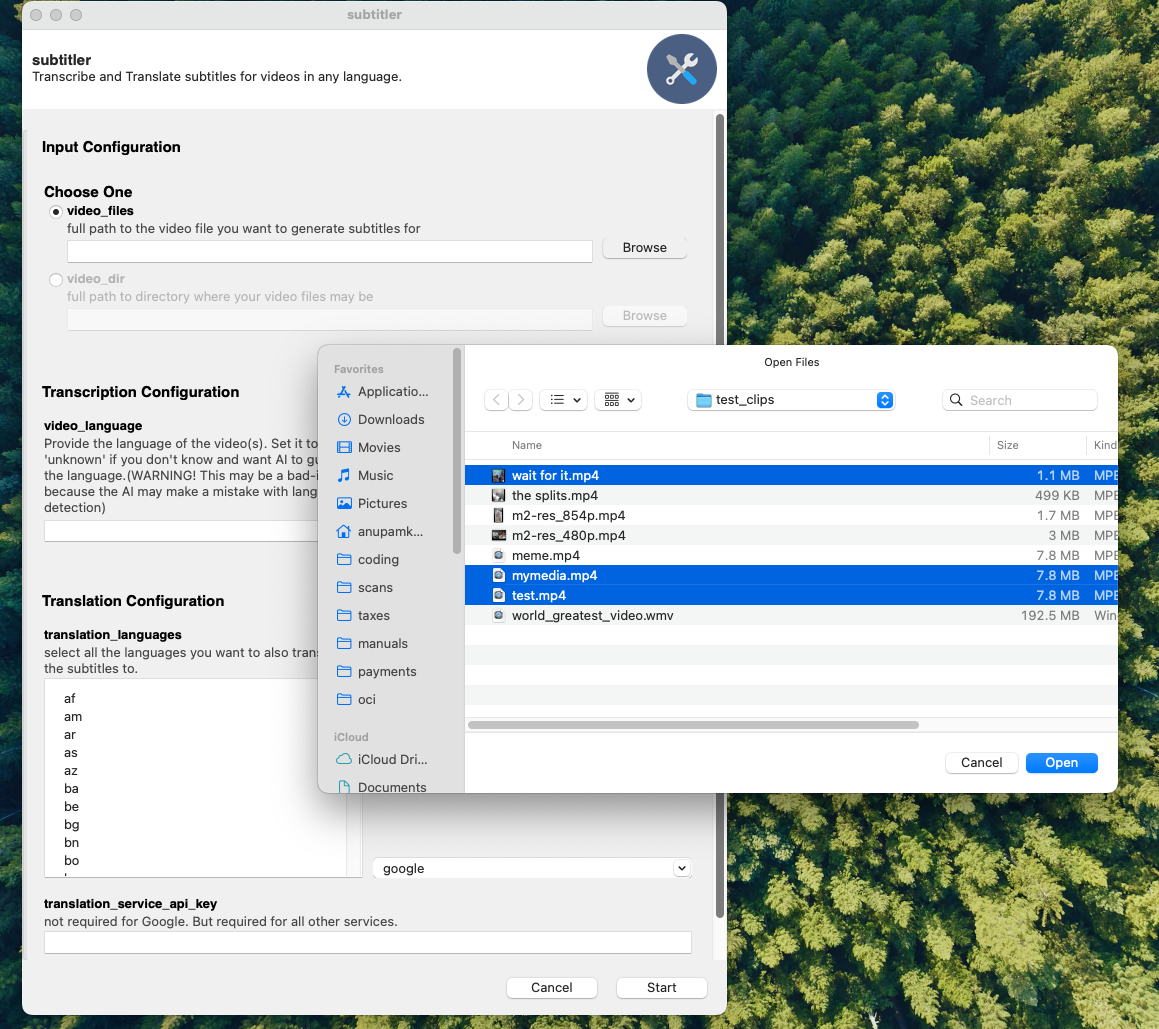 subtitler
subtitler
Transcribe and Translate subtitles for videos in any language.
Input Configuration
Choose One
video_files
full path to the video file you want to generate subtitles for
Browse
video_dir
full path to directory where your video files may be
Browse
Transcription Configuration
video_language
Provide the language of the video(s). Set it to
'unknown' if you don't know and want AI to gu
the language.(WARNING! This may be a bad-i
because the AI may make a mistake with lang
detection)
Translation Configuration
translation_languages
select all the languages you want to also trans
the subtitles to.
af
am
ar
as
az
ba
be
bg
bn
bo
google
translation_service_api_key
not required for Google. But required for all other services.
Cancel
Start
Open Files
Favorites
Applicatio...
Downloads
Movies
Music
Pictures
anupamk...
coding
scans
taxes
manuals
payments
oci
iCloud
iCloud Dri...
Documents
test_clips
Search
Name Size Kind
wait for it.mp4 1.1 MB MPE
the splits.mp4 499 KB MPE
m2-res_854p.mp4 1.7 MB MPE
m2-res_480p.mp4 3 MB MPE
meme.mp4 7.8 MB MPE
mymedia.mp4 7.8 MB MPE
test.mp4 7.8 MB MPE
world_greatest_video.wmv 192.5 MB Win
Cancel
Open